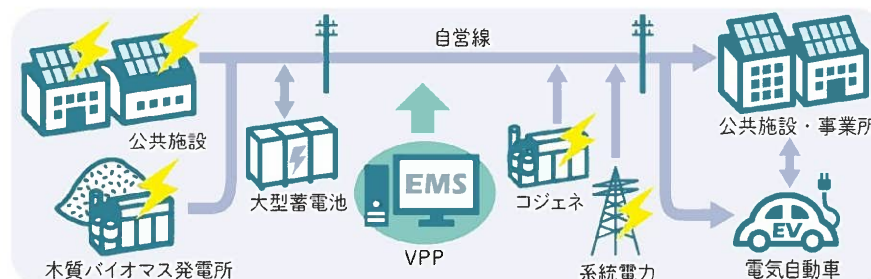 自営線
公共施設
大型蓄電池
EMS
VPP
コジェネ
公共施設・事業所
EV
木質バイオマス発電所
系統電力
電気自動車